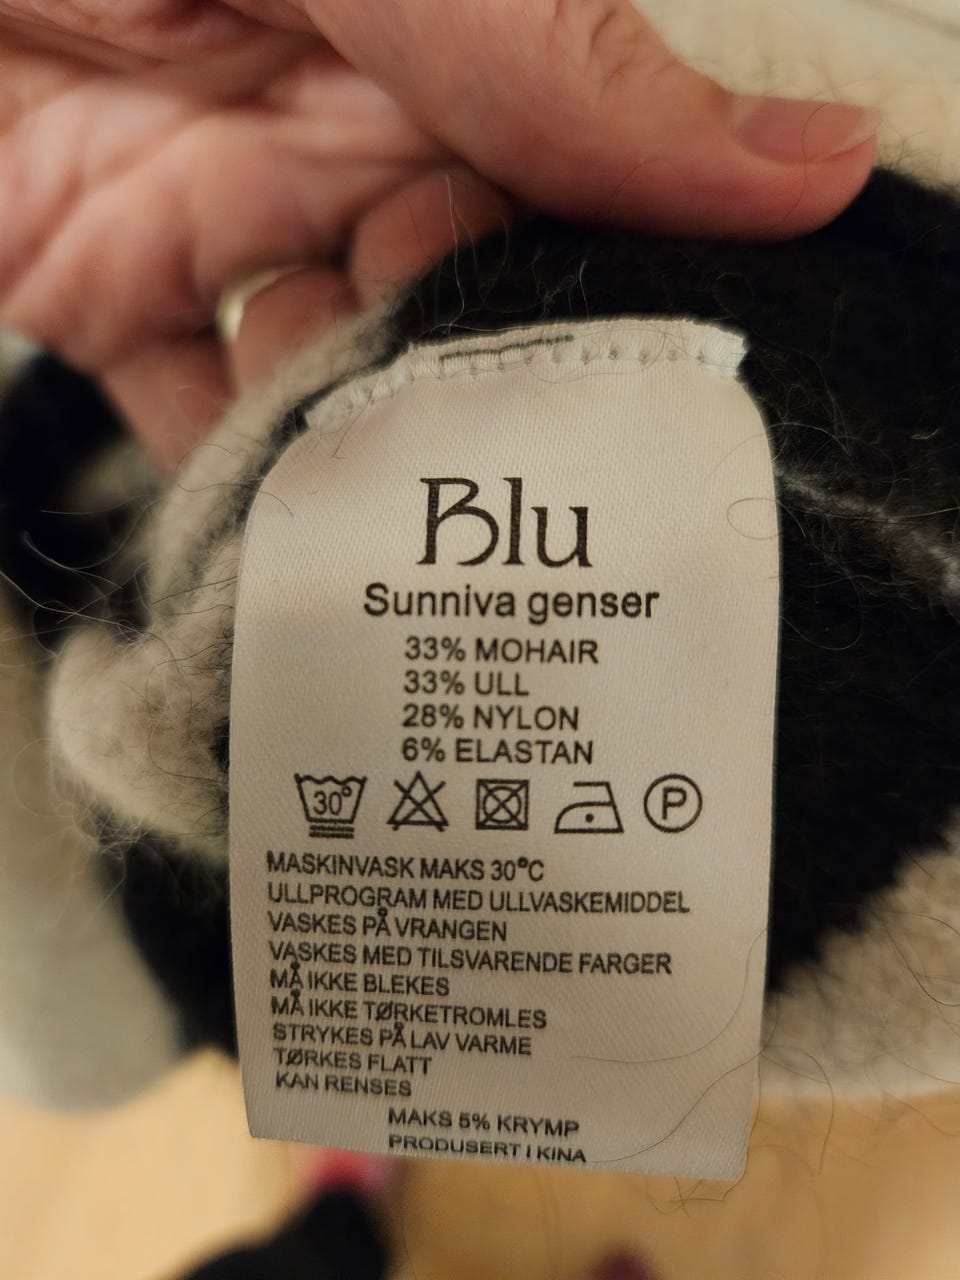 Blu
Sunniva genser
33% MOHAIR
33% ULL
28% NYLON
6% ELASTAN
30° P
MASKINVASK MAKS 30°C
ULLPROGRAM MED ULLVASKEMIDDEL
VASKES PÅ VRANGEN
VASKES MED TILSVARENDE FARGER
MÅ IKKE BLEKES
MÅ IKKE TØRKETROMLES
STRYKES PÅ LAV VARME
TØRKES FLATT
KAN RENSES
MAKS 5% KRYMP
PRODUSERT I KINA